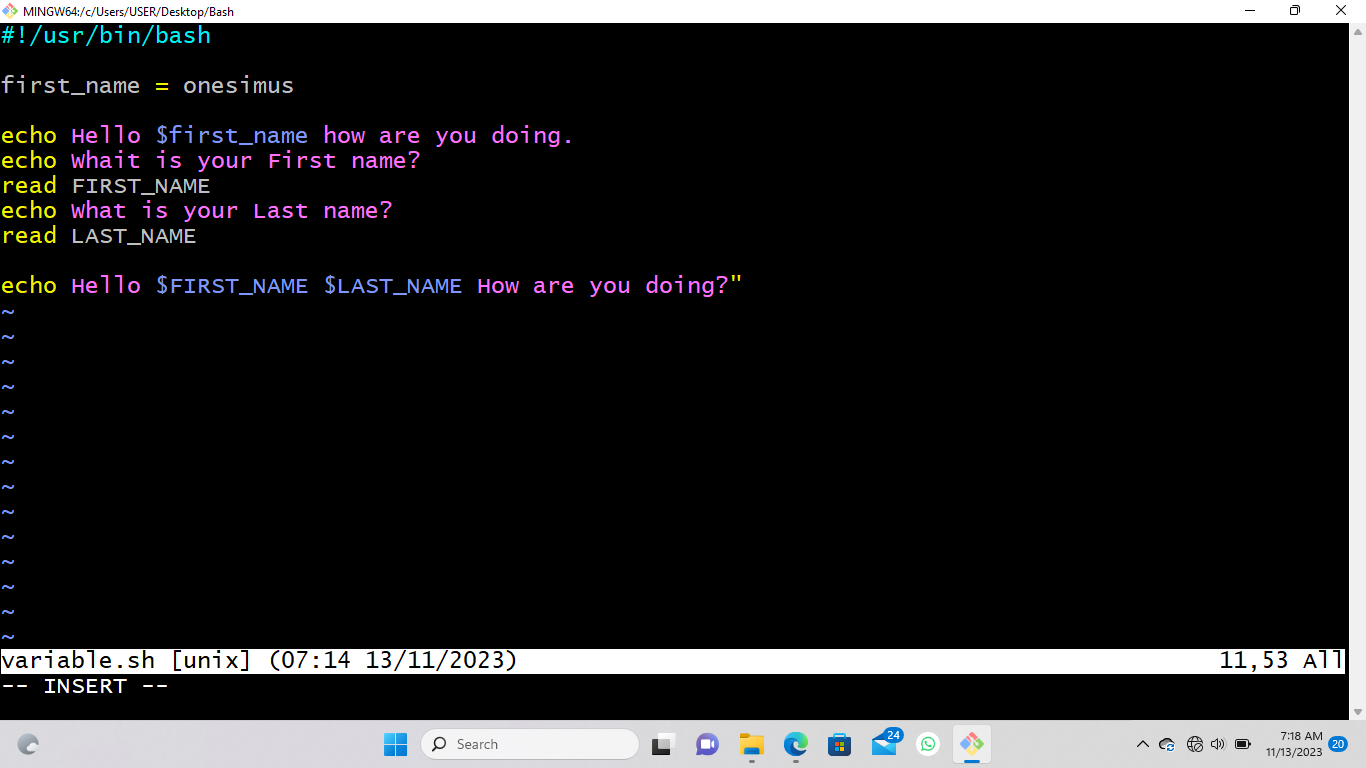 MINGW64:/c/Users/USER/Desktop/Bash
#!/usr/bin/bash
first_name = onesimus
echo Hello $first_name how are you doing.
echo Whait is your First name?
read FIRST_NAME
echo What is your Last name?
read LAST_NAME
echo Hello $FIRST_NAME $LAST_NAME How are you doing?"
~
~
~
~
~
~
~
~
~
~
~
~
~
~
variable.sh [unix] (07:14 13/11/2023) 11,53 All
-- INSERT --
Search
24
7:18 AM
11/13/2023
20